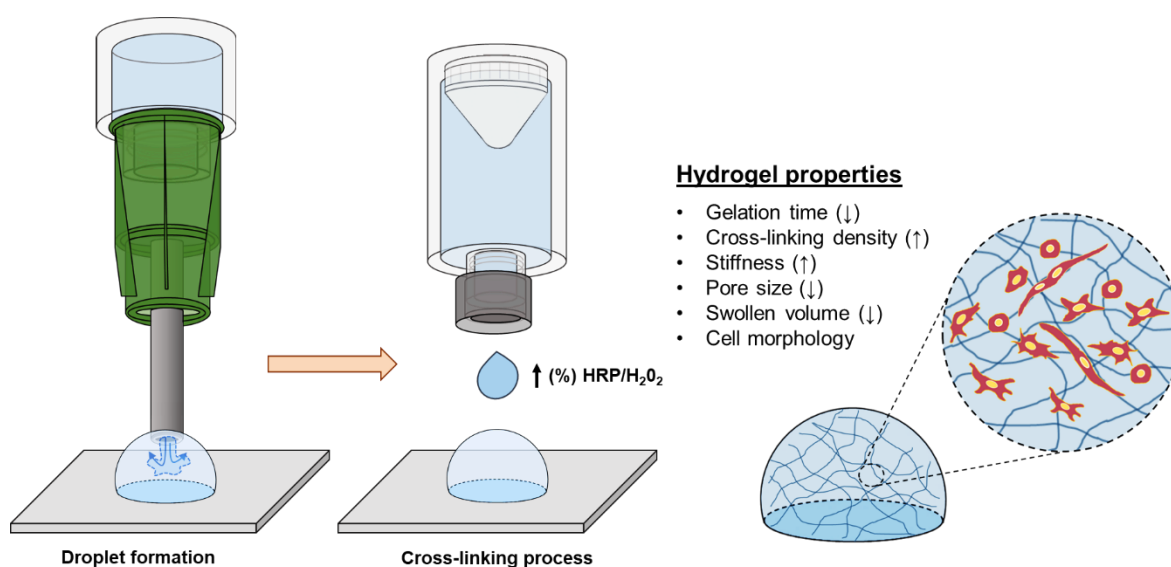 Droplet formation
Cross-linking process
↑ (%) HRP/H₂0₂
Hydrogel properties
• Gelation time (↓)
• Cross-linking density (↑)
• Stiffness (↑)
• Pore size (↓)
• Swollen volume (↓)
• Cell morphology